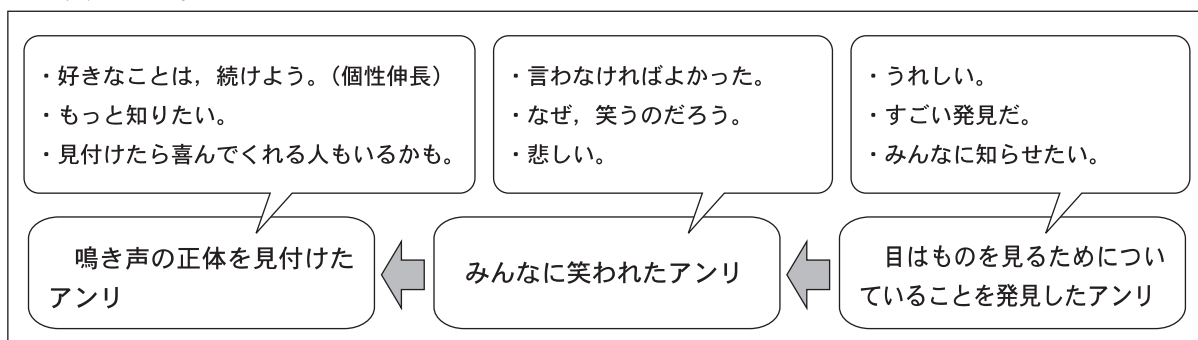 ・うれしい。
・すごい発見だ。
・みんなに知らせたい。
目はものを見るためについ
ていることを発見したアンリ
・言わなければよかった。
・なぜ,笑うのだろう。
・悲しい。
みんなに笑われたアンリ
・好きなことは,続けよう。(個性伸長)
・もっと知りたい。
・見付けたら喜んでくれる人もいるかも。
鳴き声の正体を見付けた
アンリ